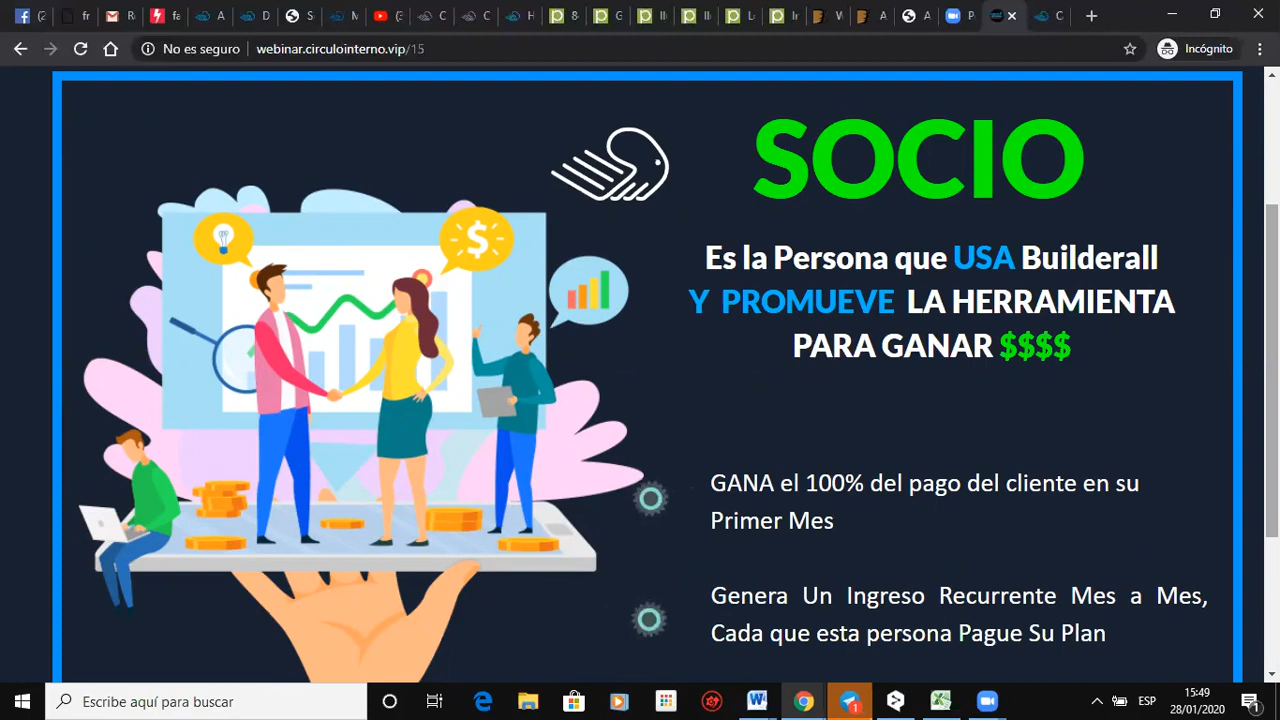 No es seguro
webinar.circulointerno.vip/15
Incógnito
SOCIO
Es la Persona que USA Builderall
Y PROMUEVE LA HERRAMIENTA
PARA GANAR $$$$
GANA el 100% del pago del cliente en su
Primer Mes
Genera Un Ingreso Recurrente Mes a Mes,
Cada que esta persona Pague Su Plan
Escribe aquí para buscar
ESP
15:49
28/01/2020